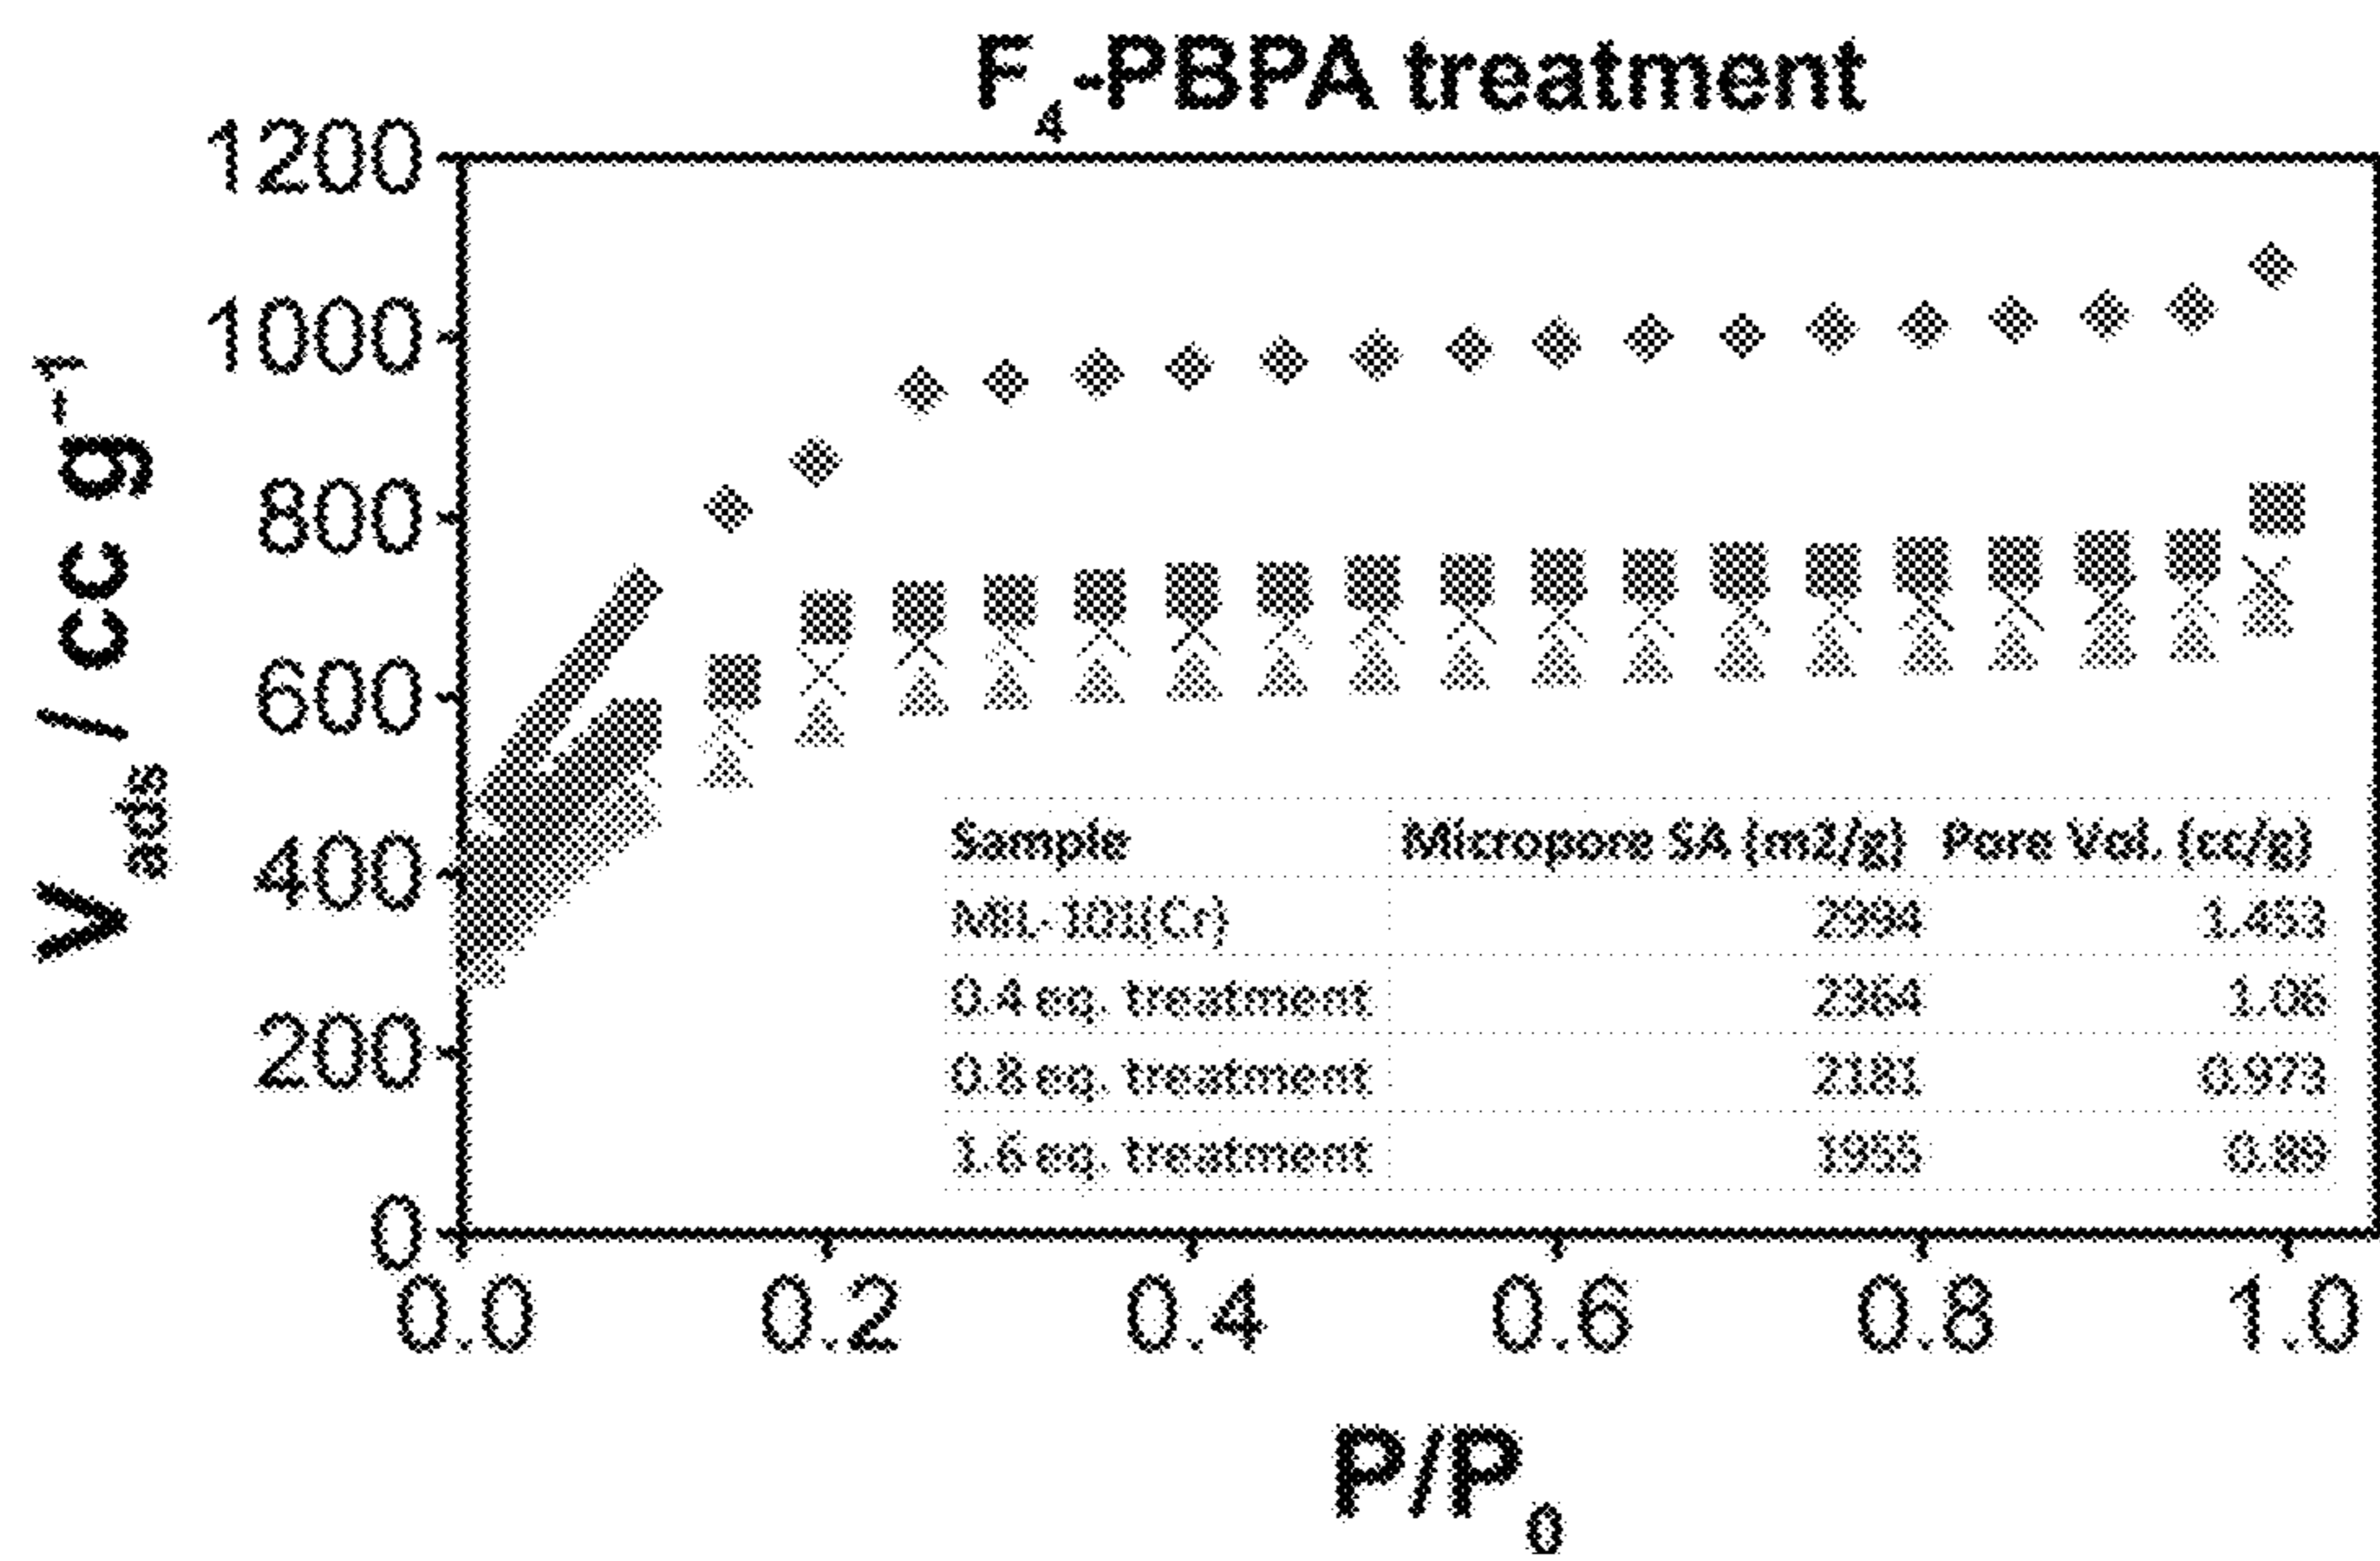 F4-PBPA treatment
1200
1000
800
600
400
200
0
Vads / cc g-1
Sample Micropore SA (m2/g) Pore Vol. (cc/g)
MIL-101(Cr) 2994 1.453
0.4 eq. treatment 2364 1.06
0.8 eq. treatment 2181 0.973
1.6 eq. treatment 1955 0.89
0.0 0.2 0.4 0.6 0.8 1.0
P/P0